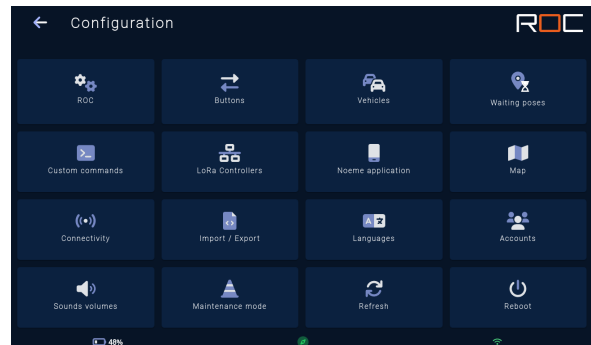 Configuration
ROC
ROC
Buttons
Vehicles
Waiting poses
Custom commands
LoRa Controllers
Noeme application
Map
Connectivity
Import / Export
Languages
Accounts
Sounds volumes
Maintenance mode
Refresh
Reboot
48%